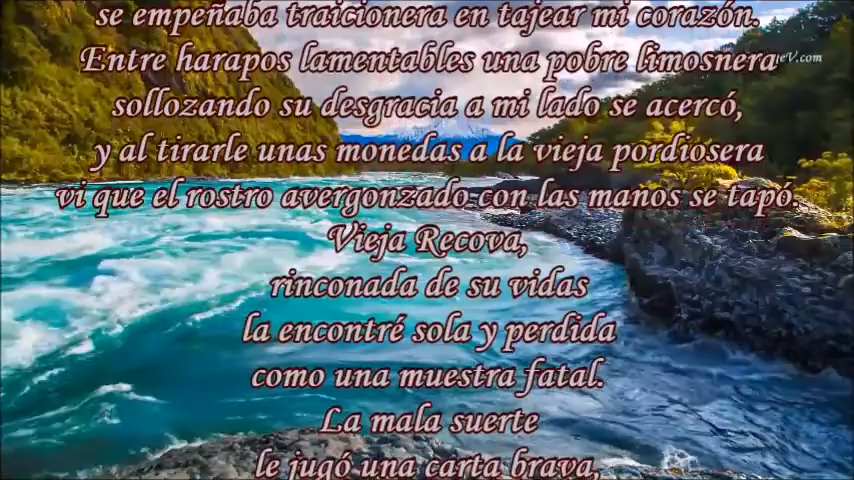 se empeñaba traicionera en tajear mi corazón.
Entre harapos lamentables una pobre limosnera
sollozando su desgracia a mi lado se acercó,
y al tirarle unas monedas a la vieja pordiosera
vi que el rostro avergonzado con las manos se tapó.
Vieja Recova,
rinconada de su vidas
la encontré sola y perdida
como una muestra fatal.
La mala suerte
le jugó una carta brava,